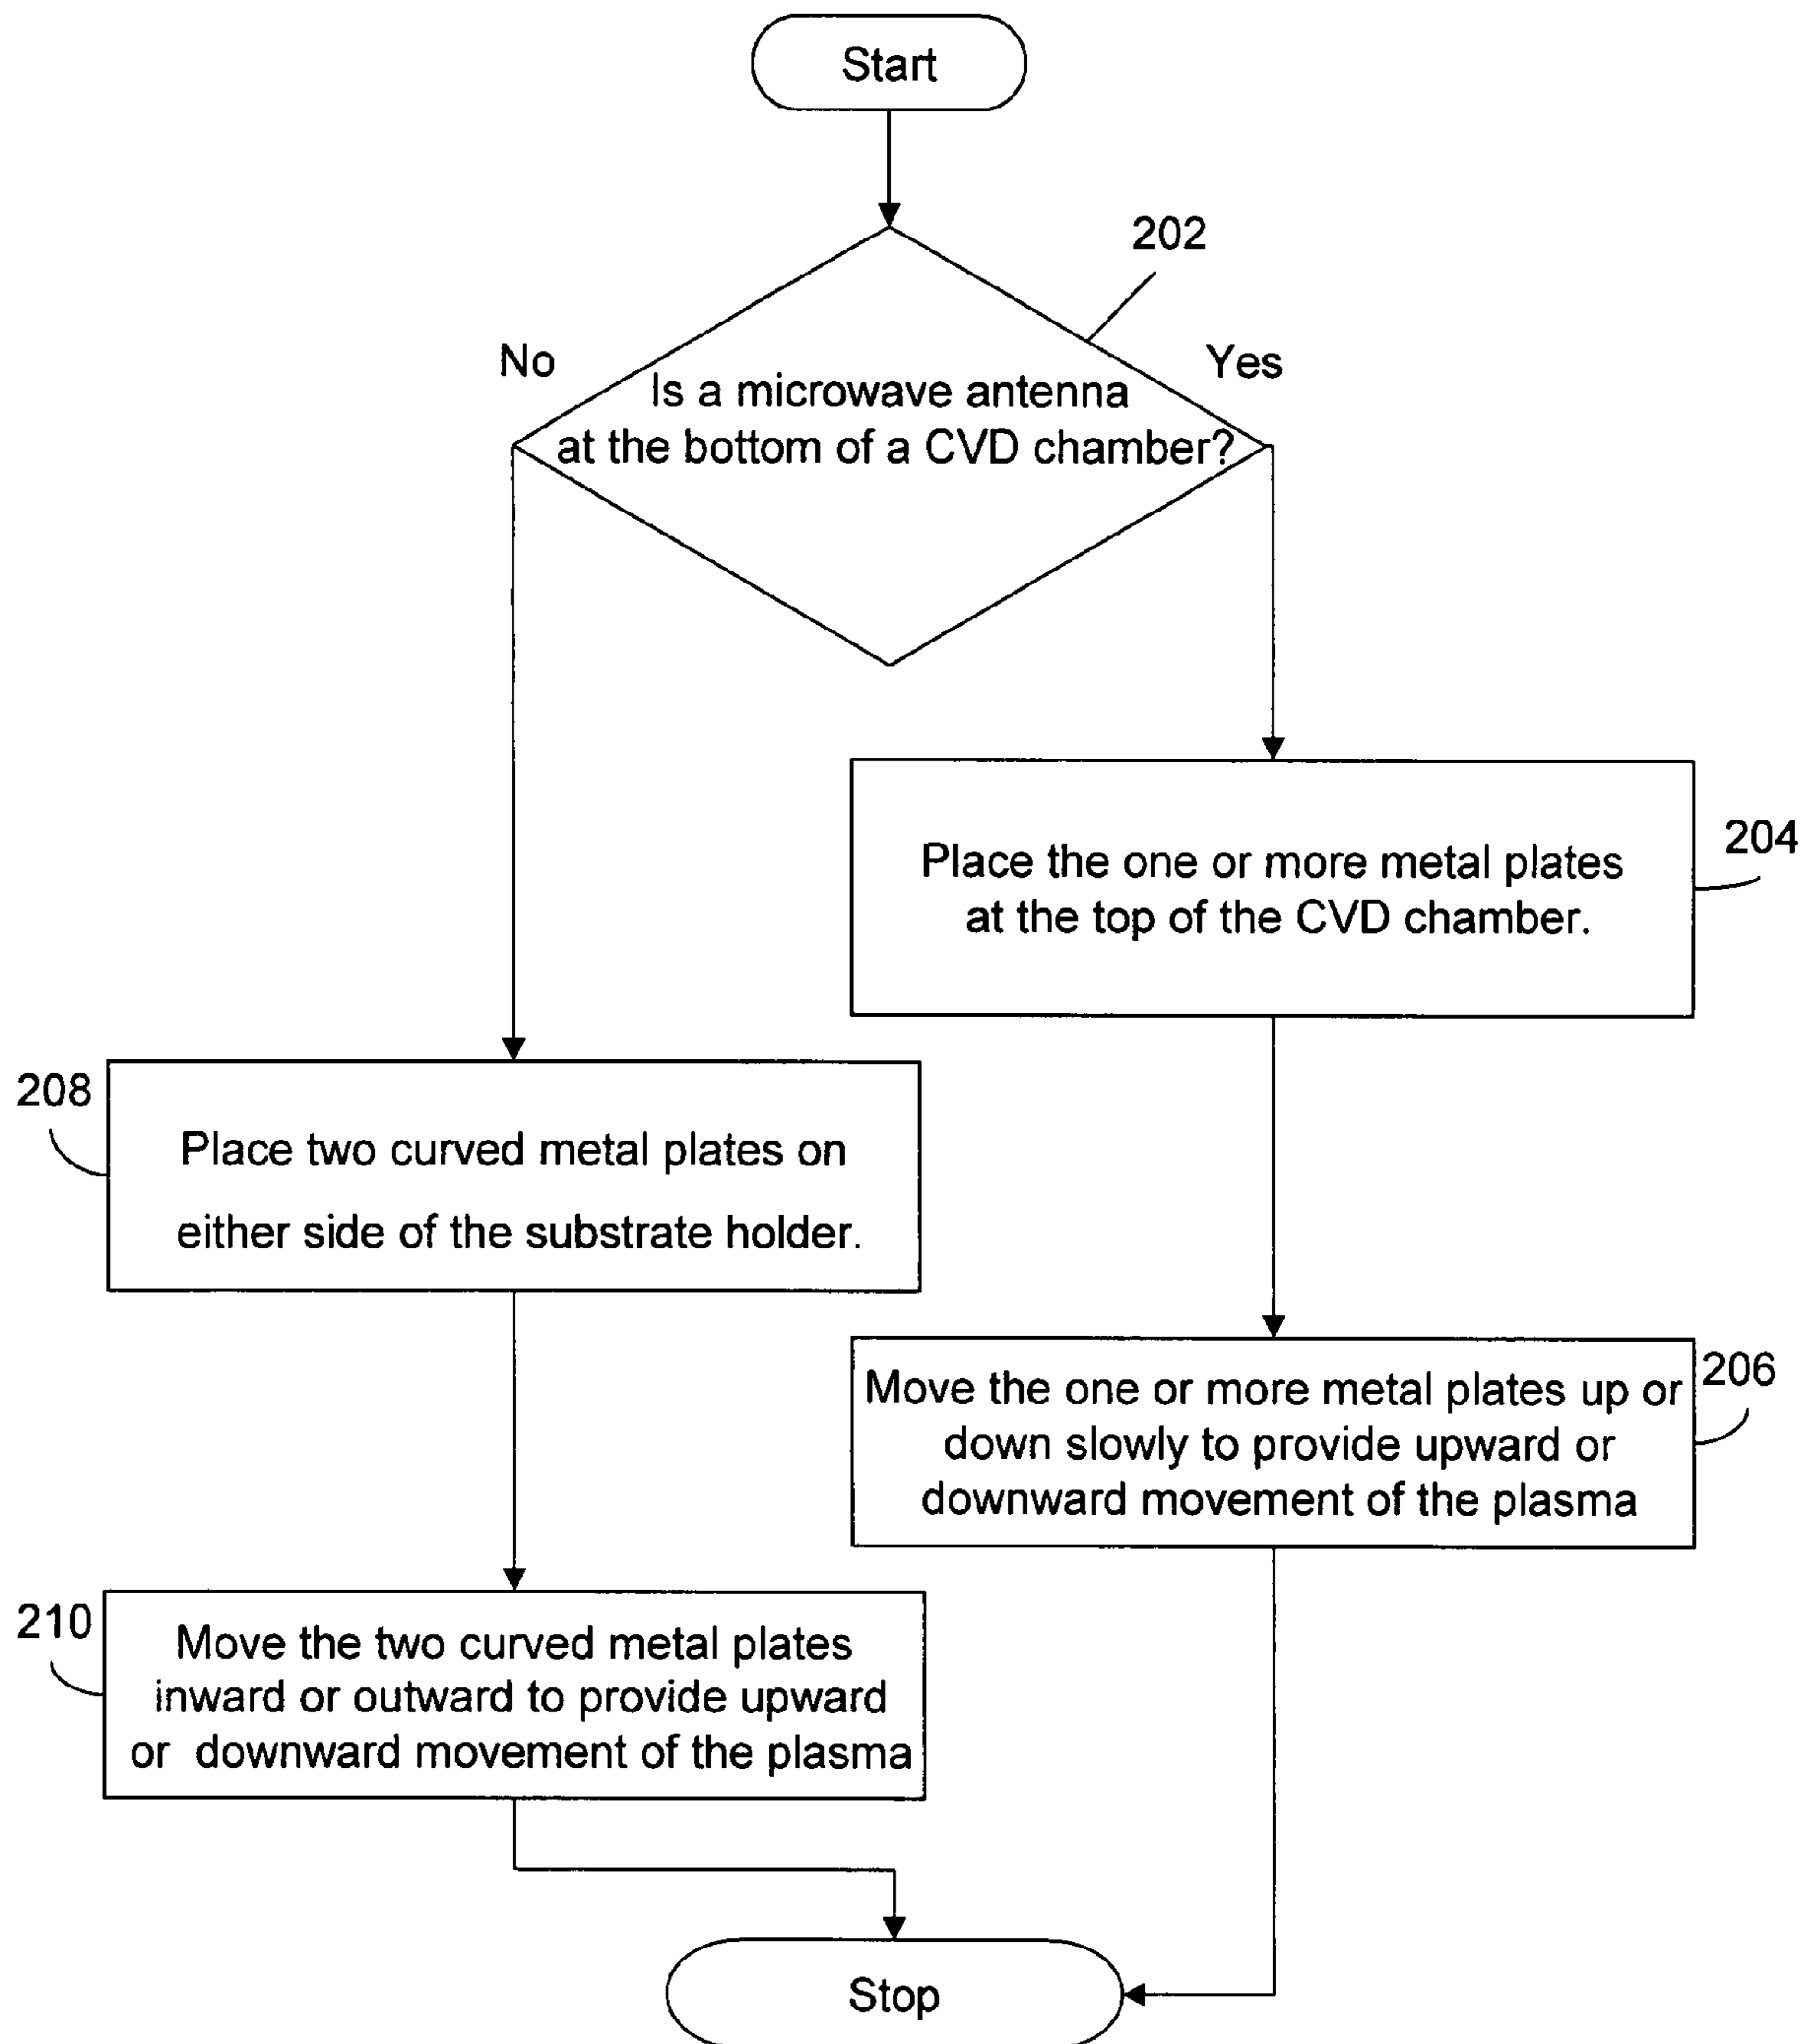 Start
202
No
Yes
Is a microwave antenna
at the bottom of a CVD chamber?
Place the one or more metal plates
at the top of the CVD chamber.
204
208
Place two curved metal plates on
either side of the substrate holder.
Move the one or more metal plates up or
down slowly to provide upward or
downward movement of the plasma
206
210
Move the two curved metal plates
inward or outward to provide upward
or downward movement of the plasma
Stop